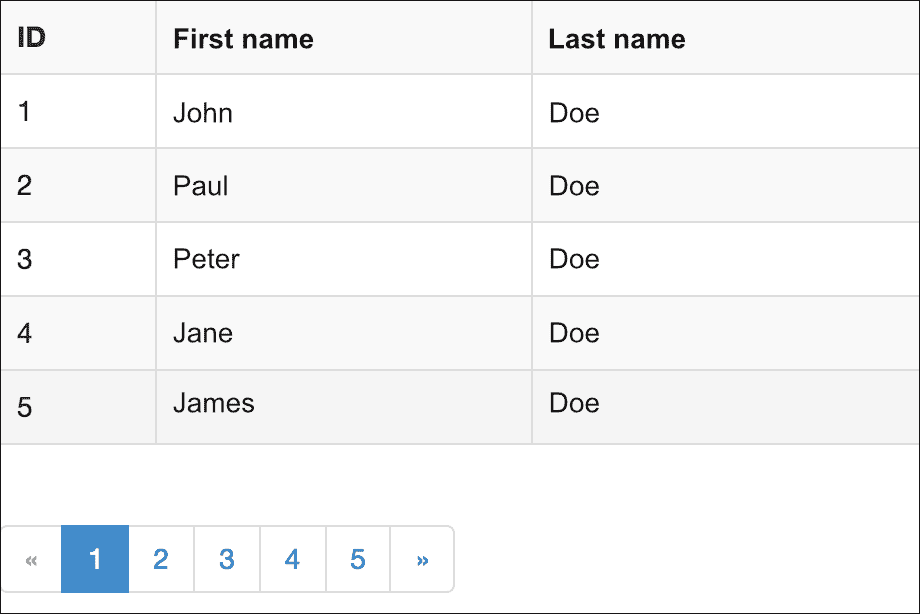 ID First name Last name
1 John Doe
2 Paul Doe
3 Peter Doe
4 Jane Doe
5 James Doe
« 1 2 3 4 5 »